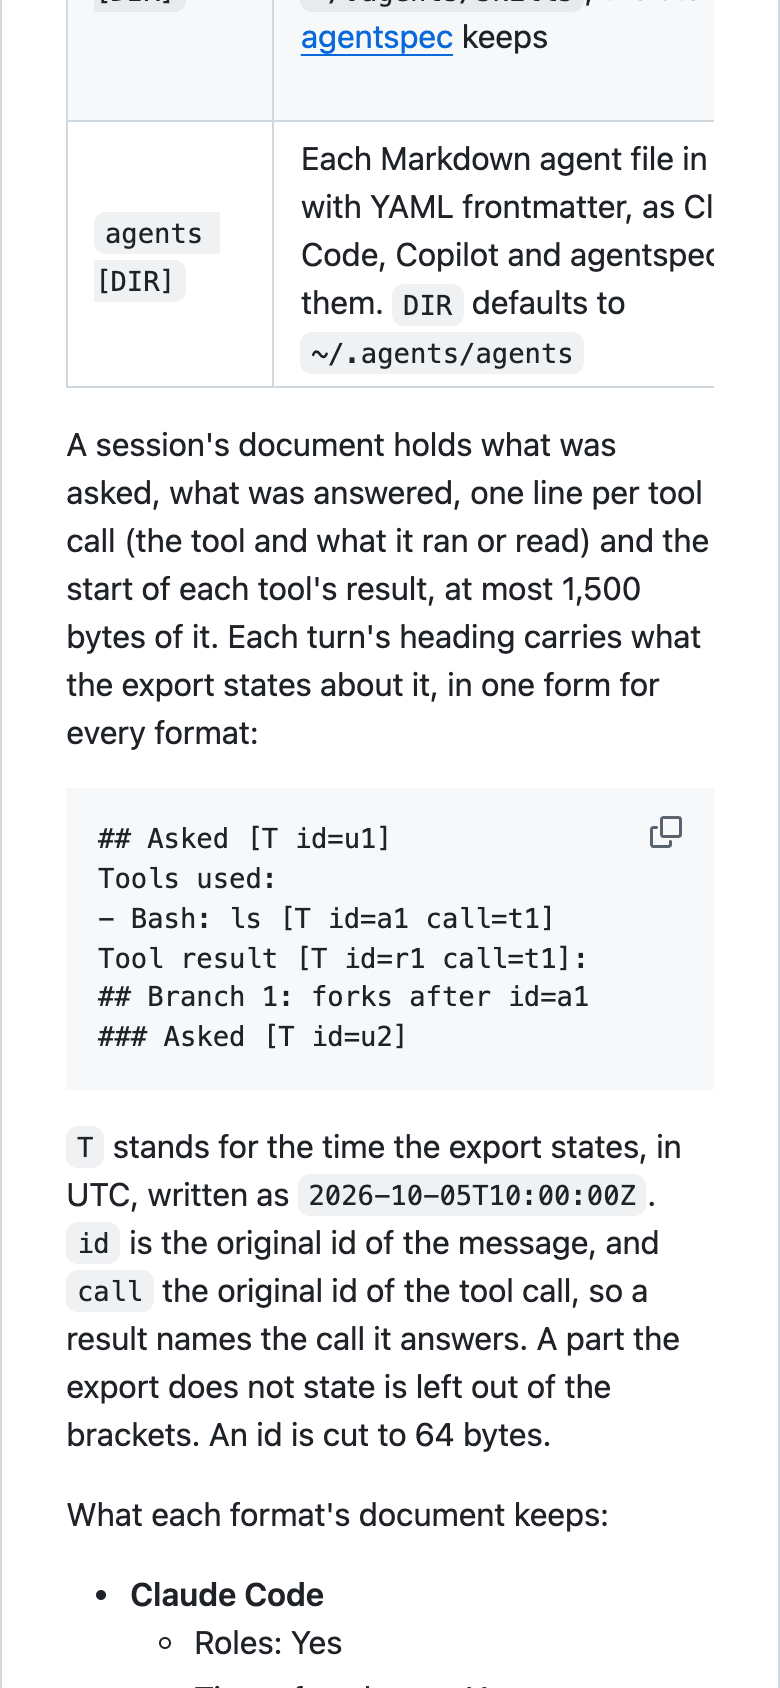 agentspec keeps
agents
[DIR]
Each Markdown agent file in
with YAML frontmatter, as Cl
Code, Copilot and agentspec
them. DIR defaults to
~/.agents/agents
A session's document holds what was
asked, what was answered, one line per tool
call (the tool and what it ran or read) and the
start of each tool's result, at most 1,500
bytes of it. Each turn's heading carries what
the export states about it, in one form for
every format:
## Asked [T id=u1]
Tools used:
- Bash: ls [T id=a1 call=t1]
Tool result [T id=r1 call=t1]:
## Branch 1: forks after id=a1
### Asked [T id=u2]
T stands for the time the export states, in
UTC, written as 2026-10-05T10:00:00Z.
id is the original id of the message, and
call the original id of the tool call, so a
result names the call it answers. A part the
export does not state is left out of the
brackets. An id is cut to 64 bytes.
What each format's document keeps:
• Claude Code
◦ Roles: Yes